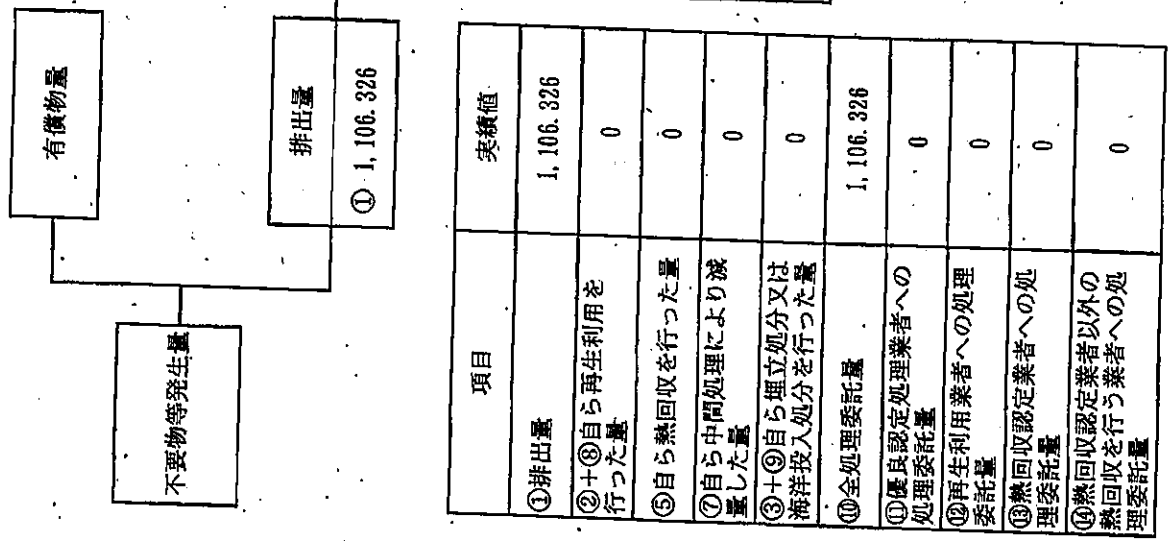 有償物量
不要物等発生量
排出量
① 1,106.326
項目
実績値
①排出量
1,106.326
②+⑧自ら再生利用を
行った量
0
⑤自ら熱回収を行った量
0
⑦自ら中間処理により減
量した量
0
③+⑨自ら埋立処分又は
海洋投入処分を行った量
0
⑩全処理委託量
1,106.326
⑪優良認定処理業者への
処理委託量
0
⑫再生利用業者への処理
委託量
0
⑬熱回収認定業者への処
理委託量
0
⑭熱回収認定業者以外の
熱回収を行う業者への処
理委託量
0